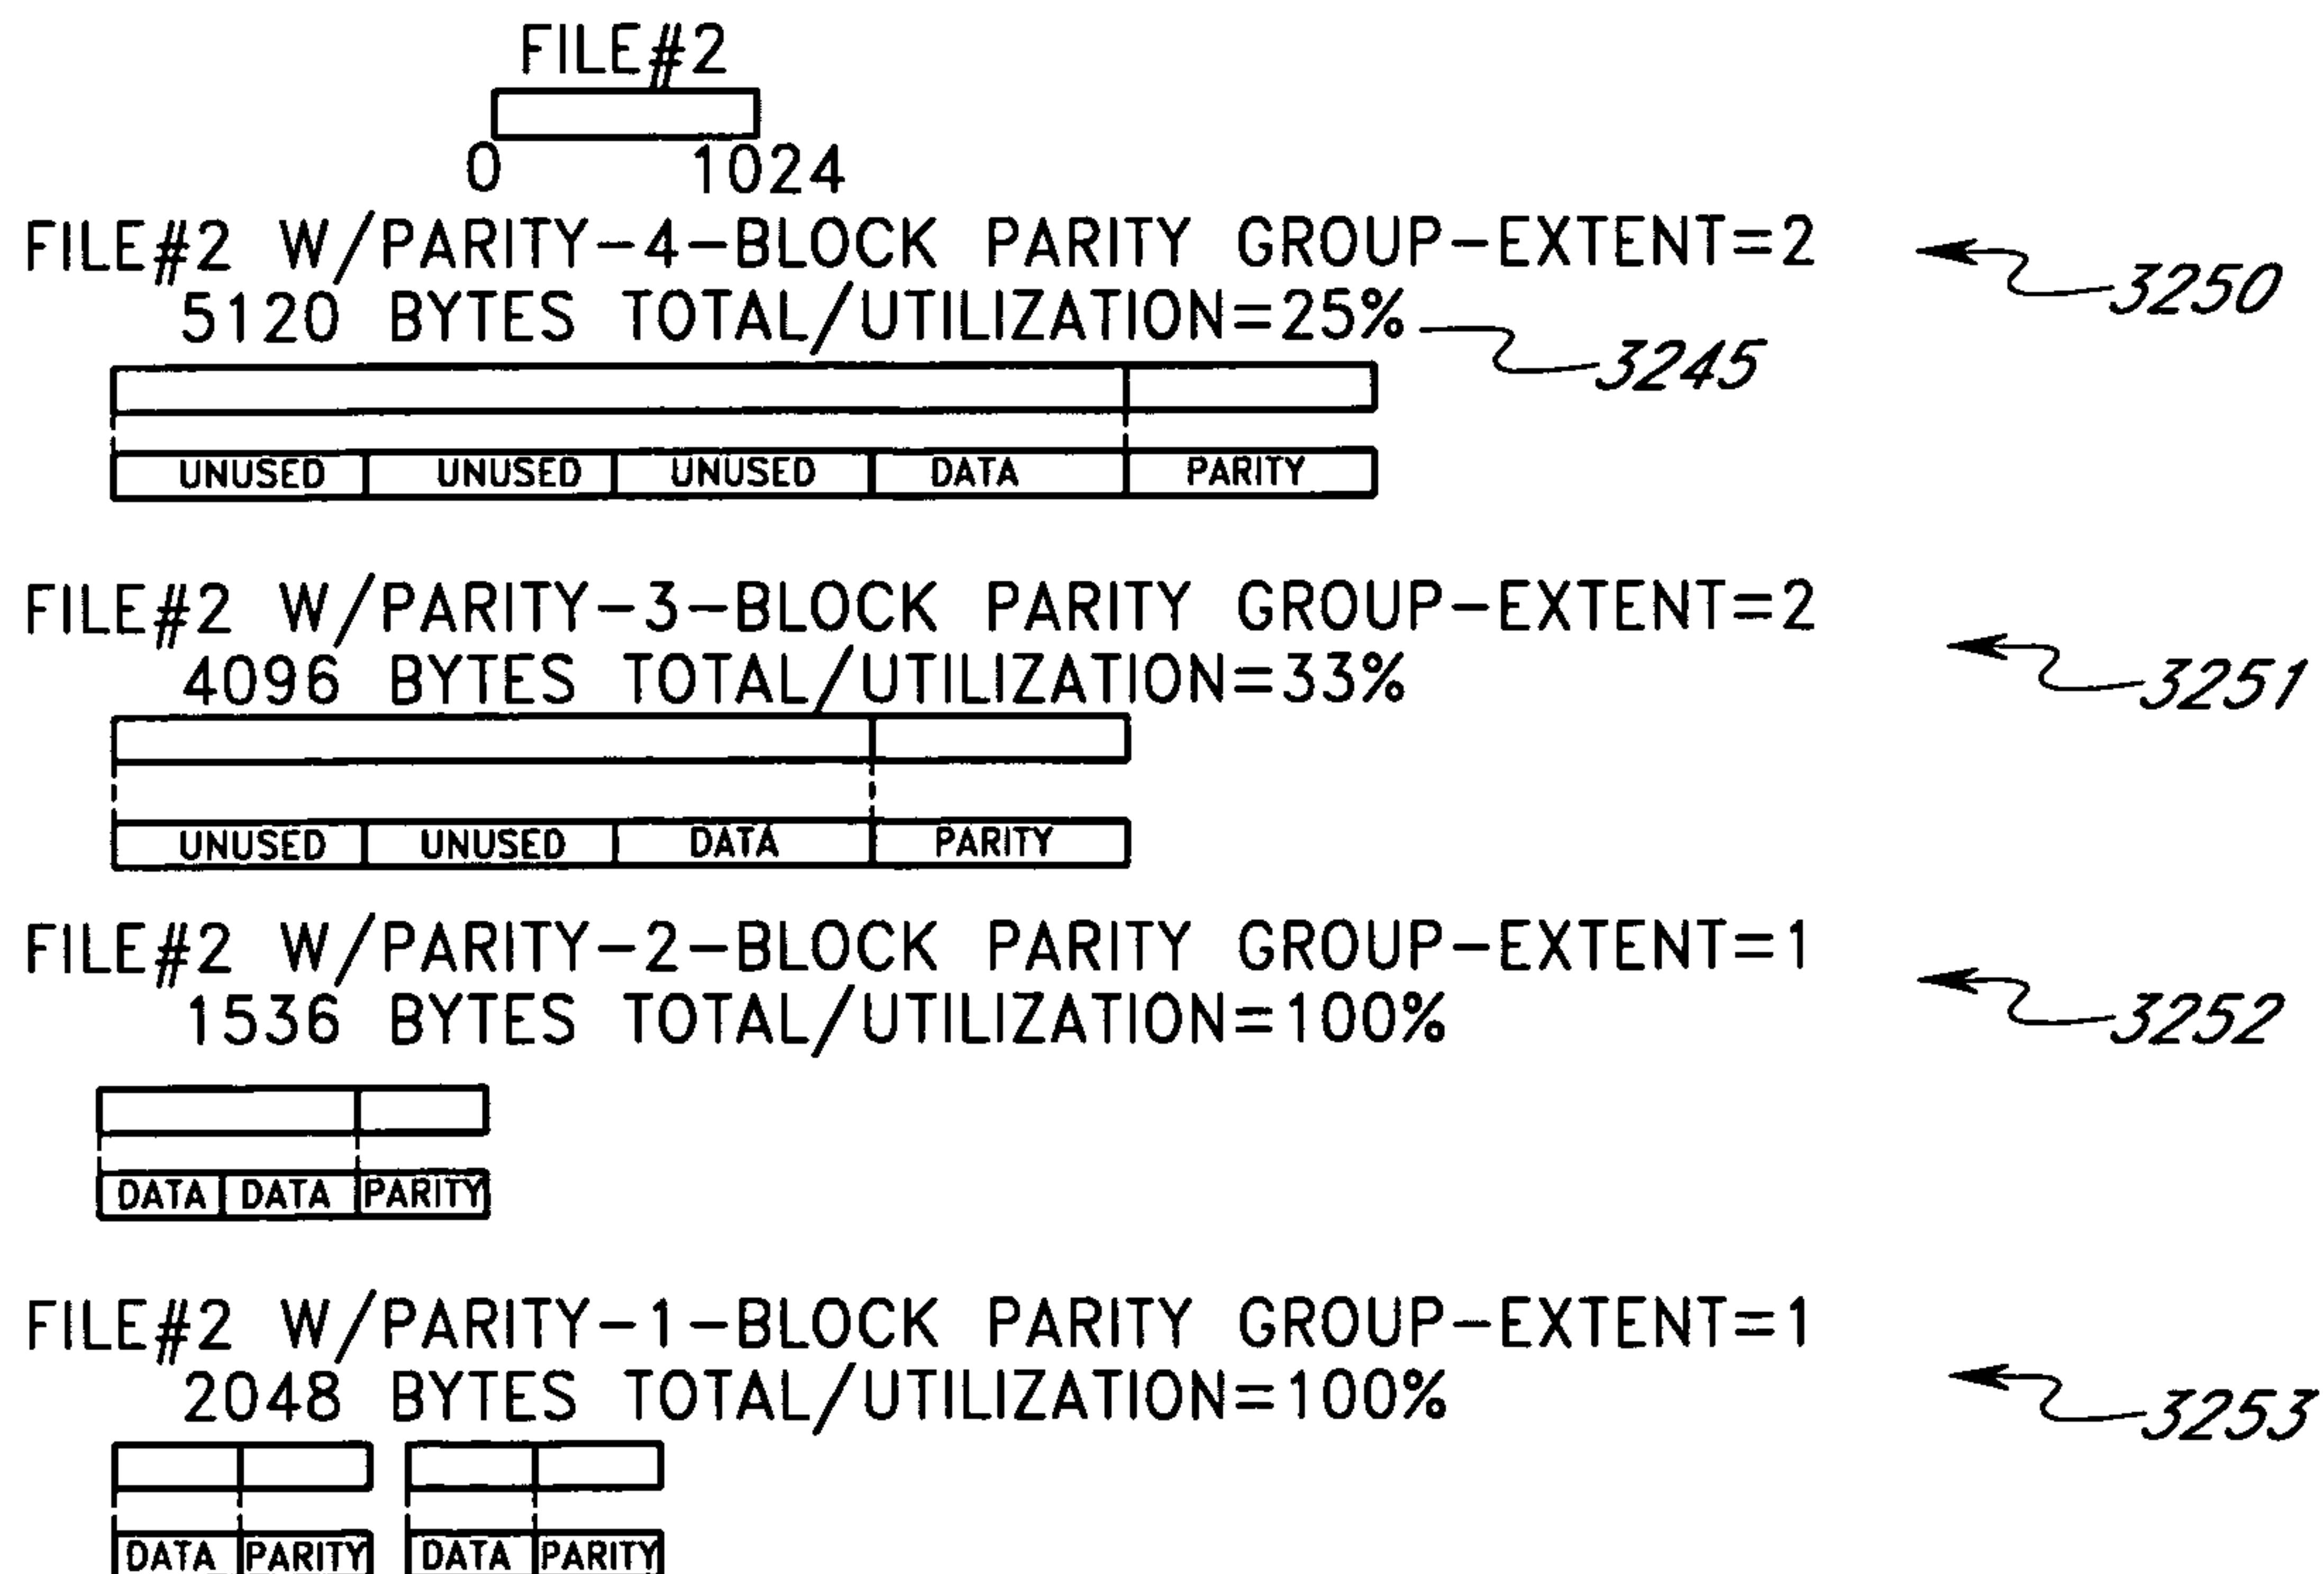 FILE#2
0 1024
FILE#2 W/PARITY-4-BLOCK PARITY GROUP-EXTENT=2
3250
5120 BYTES TOTAL/UTILIZATION=25%
3245
UNUSED UNUSED UNUSED DATA PARITY
FILE#2 W/PARITY-3-BLOCK PARITY GROUP-EXTENT=2
4096 BYTES TOTAL/UTILIZATION=33%
3251
UNUSED UNUSED DATA PARITY
FILE#2 W/PARITY-2-BLOCK PARITY GROUP-EXTENT=1
1536 BYTES TOTAL/UTILIZATION=100%
3252
DATA DATA PARITY
FILE#2 W/PARITY-1-BLOCK PARITY GROUP-EXTENT=1
2048 BYTES TOTAL/UTILIZATION=100%
3253
DATA PARITY DATA PARITY